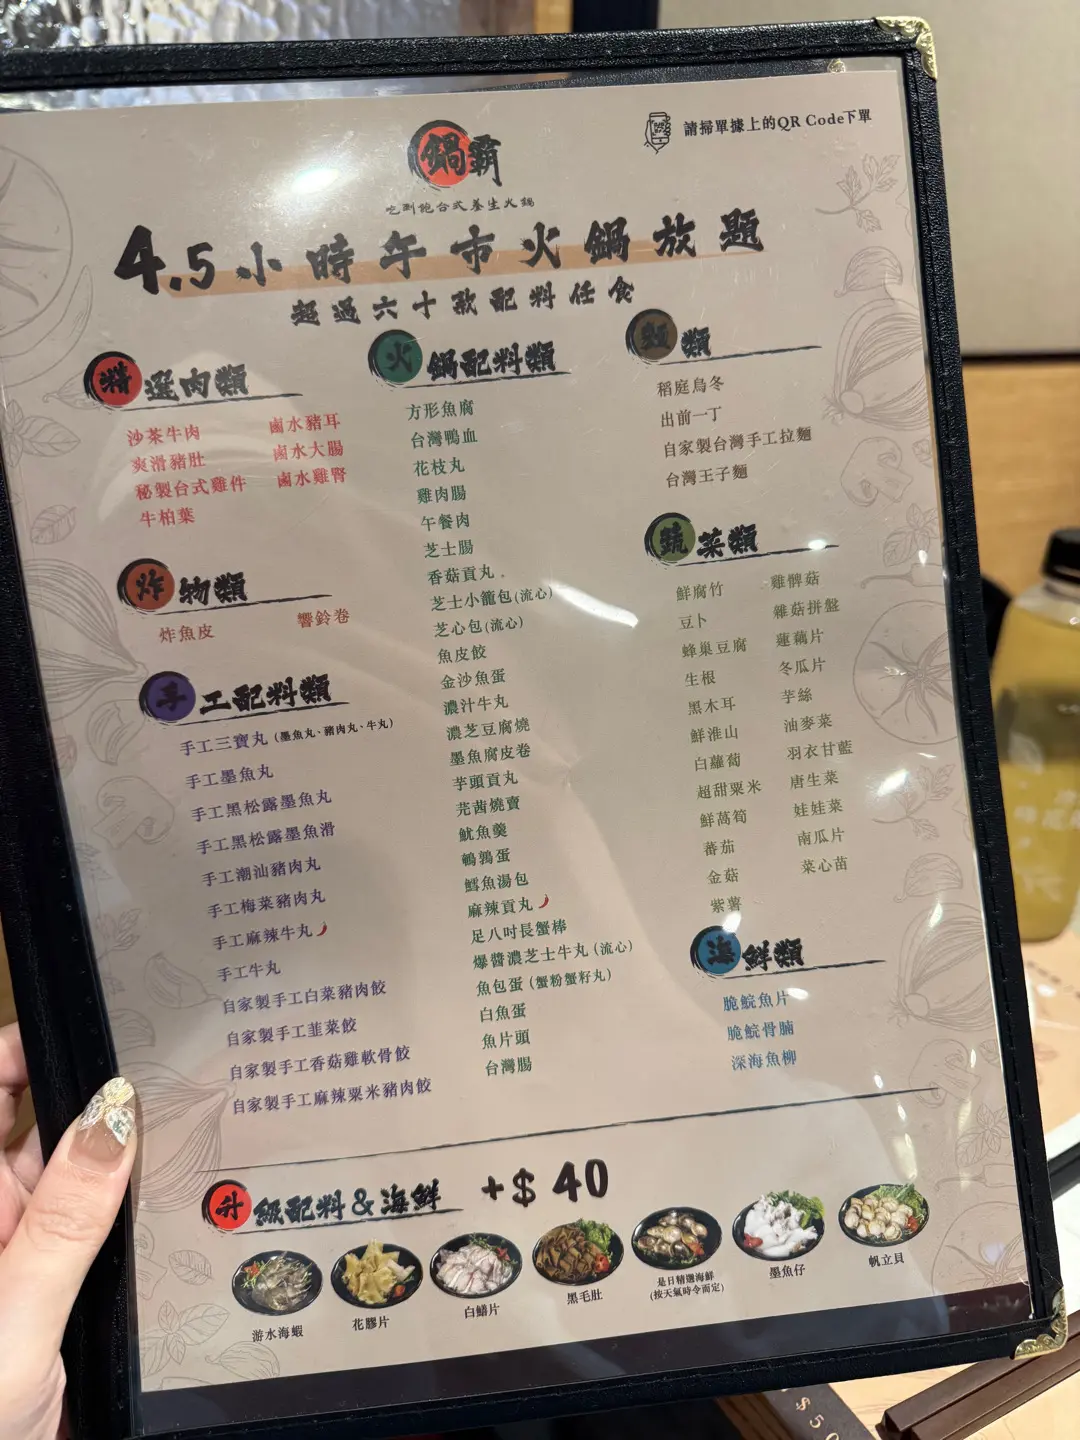 請掃單據上的QR Code下單
鍋霸
吃到飽台式養生火鍋
4.5小時午市火鍋放題
超過六十款配料任食
精選肉類
沙茶牛肉
爽滑豬肚
秘製台式雞件
牛柏葉
鹵水豬耳
鹵水大腸
鹵水雞腎
炸物類
炸魚皮
響鈴卷
手工配料類
手工三寶丸 (墨魚丸、豬肉丸、牛丸)
手工墨魚丸
手工黑松露墨魚丸
手工黑松露墨魚滑
手工潮汕豬肉丸
手工梅菜豬肉丸
手工麻辣牛丸
手工牛丸
自家製手工白菜豬肉餃
自家製手工韮菜餃
自家製手工香菇雞軟骨餃
自家製手工麻辣粟米豬肉餃
火鍋配料類
方形魚腐
台灣鴨血
花枝丸
雞肉腸
午餐肉
芝士腸
香菇貢丸
芝士小籠包(流心)
芝心包(流心)
魚皮餃
金沙魚蛋
濃汁牛丸
濃芝豆腐燒
墨魚腐皮卷
芋頭貢丸
芫茜燒賣
魷魚羹
鵪鶉蛋
鱈魚湯包
麻辣貢丸
足八吋長蟹棒
爆醬濃芝士牛丸 (流心)
魚包蛋 (蟹粉蟹籽丸)
白魚蛋
魚片頭
台灣腸
麵類
稻庭烏冬
出前一丁
自家製台灣手工拉麵
台灣王子麵
蔬菜類
鮮腐竹
豆卜
蜂巢豆腐
生根
黑木耳
鮮淮山
白蘿蔔
超甜粟米
鮮萵筍
蕃茄
金菇
紫薯
雞髀菇
雜菇拼盤
蓮藕片
冬瓜片
芋絲
油麥菜
羽衣甘藍
唐生菜
娃娃菜
南瓜片
菜心苗
海鮮類
脆鯇魚片
脆鯇骨腩
深海魚柳
升級配料&海鮮 +$40
游水海蝦
花膠片
白鱔片
黑毛肚
是日精選海鮮
(按天氣時令而定)
墨魚仔
帆立貝